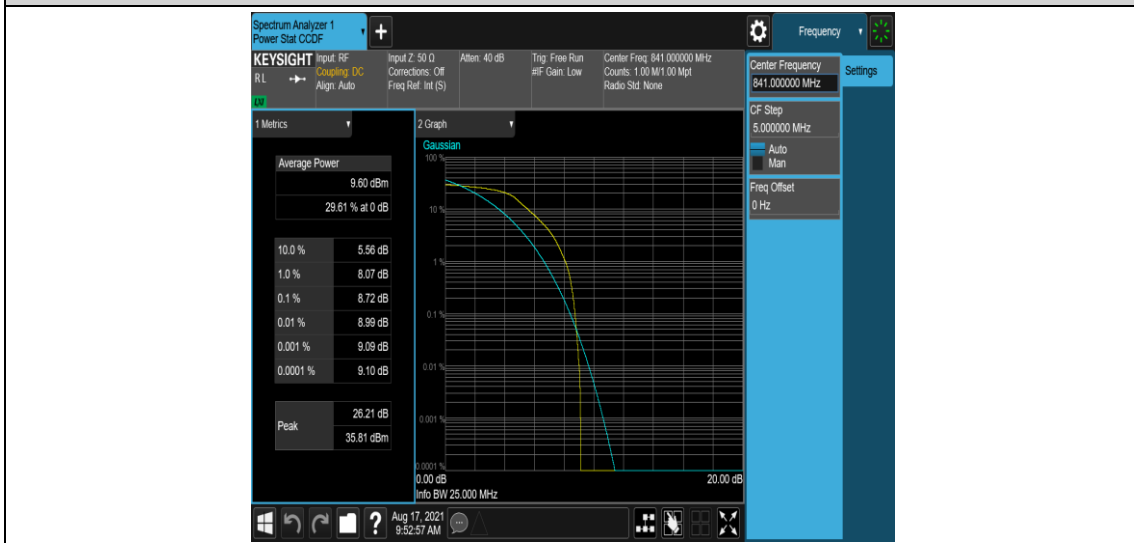 Spectrum Analyzer 1
Power Stat CCDF
Frequency
KEYSIGHT
RL
LXI
Input: RF
Coupling: DC
Align: Auto
Input Z: 50 Ω
Corrections: Off
Freq Ref: Int (S)
Atten: 40 dB
Trig: Free Run
#IF Gain: Low
Center Freq: 841.000000 MHz
Counts: 1.00 M/1.00 Mpt
Radio Std: None
Center Frequency
841.000000 MHz
Settings
CF Step
5.000000 MHz
Auto
Man
Freq Offset
0 Hz
1 Metrics
Average Power
9.60 dBm
29.61 % at 0 dB
10.0 % 5.56 dB
1.0 % 8.07 dB
0.1 % 8.72 dB
0.01 % 8.99 dB
0.001 % 9.09 dB
0.0001 % 9.10 dB
Peak
26.21 dB
35.81 dBm
2 Graph
Gaussian
100 %
10 %
1 %
0.1 %
0.01 %
0.001 %
0.0001 %
0.00 dB 20.00 dB
Info BW 25.000 MHz
?
Aug 17, 2021
9:52:57 AM